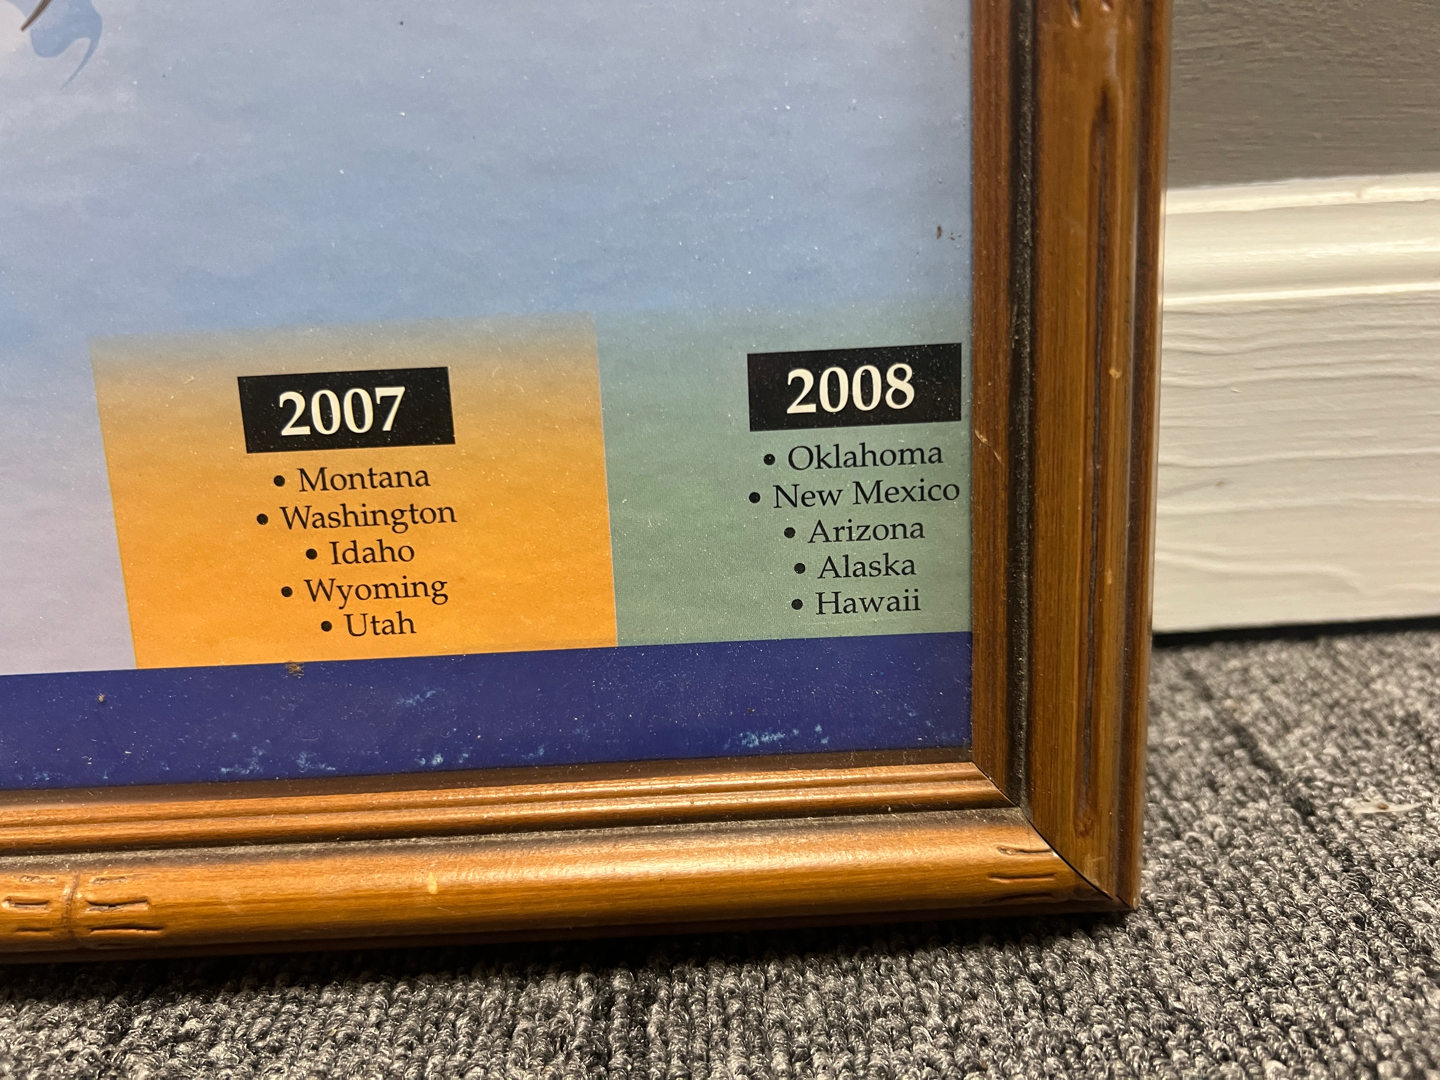 2007
• Montana
• Washington
• Idaho
• Wyoming
• Utah
2008
• Oklahoma
• New Mexico
• Arizona
• Alaska
• Hawaii